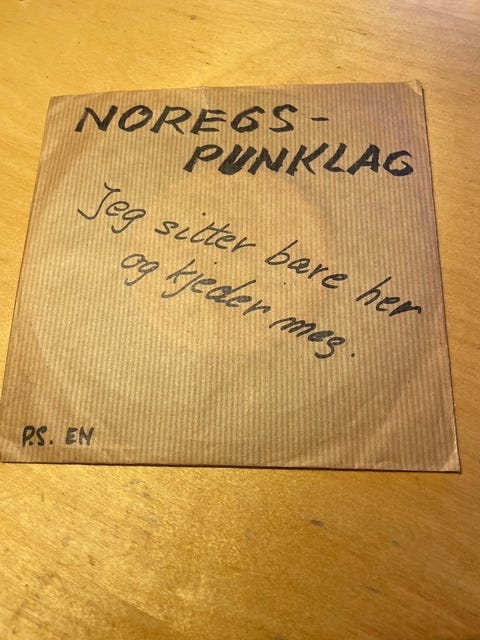 NOREGS-
PUNKLAG
Jeg sitter bare her
og kjeder meg.
P.S. EN